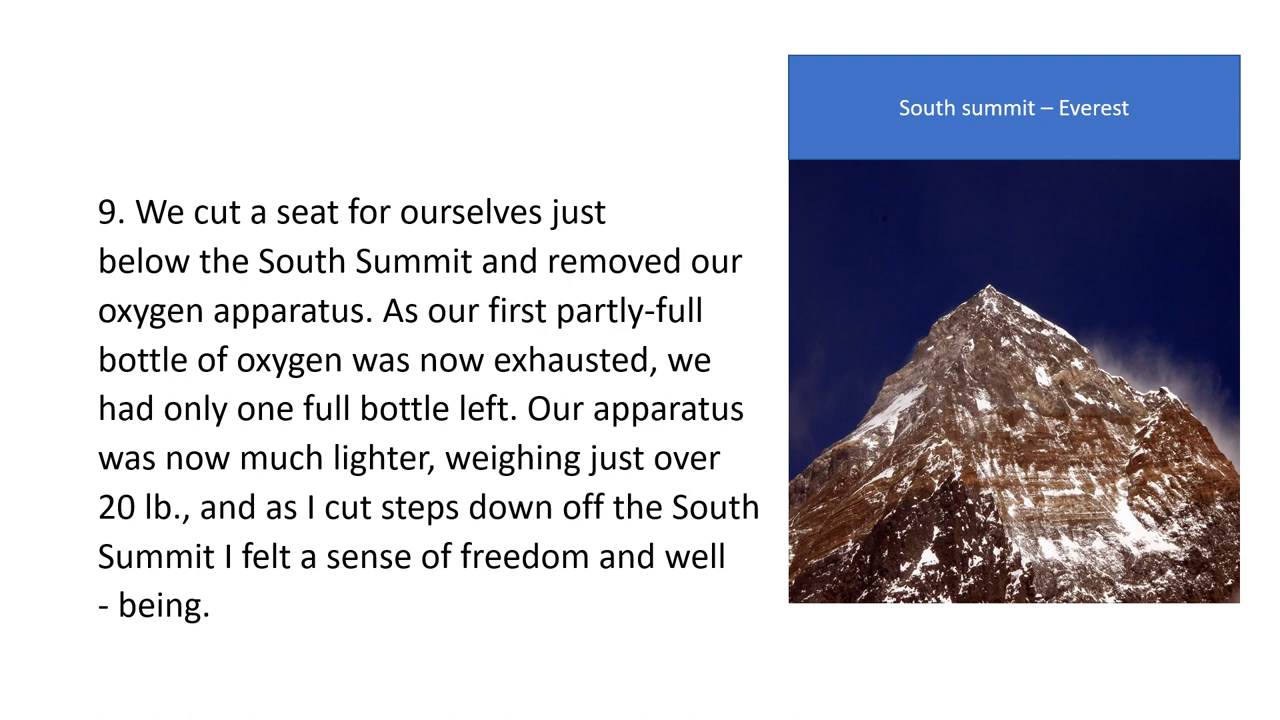 South summit – Everest
9. We cut a seat for ourselves just
below the South Summit and removed our
oxygen apparatus. As our first partly-full
bottle of oxygen was now exhausted, we
had only one full bottle left. Our apparatus
was now much lighter, weighing just over
20 lb., and as I cut steps down off the South
Summit I felt a sense of freedom and well
- being.